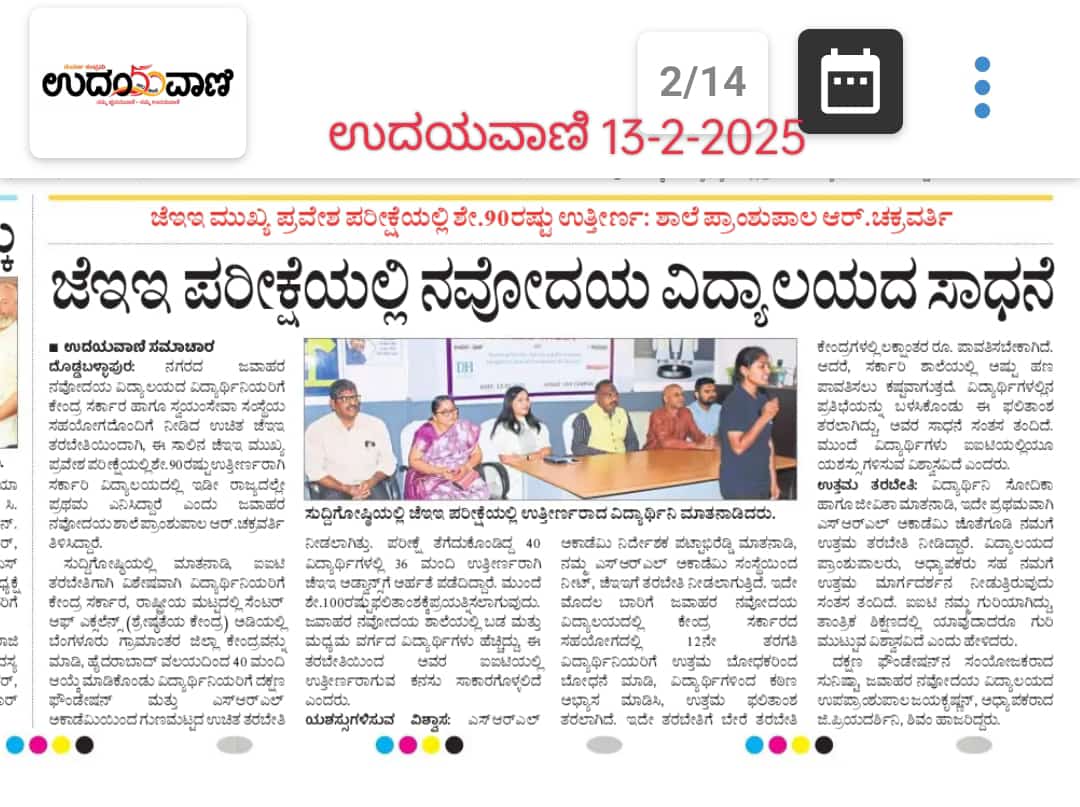 ಉದಯವಾಣಿ
2/14
ಉದಯವಾಣಿ 13-2-2025
ಜೆಇಇ ಮುಖ್ಯ ಪ್ರವೇಶ ಪರೀಕ್ಷೆಯಲ್ಲಿ ಶೇ.90ರಷ್ಟು ಉತ್ತೀರ್ಣ: ಶಾಲೆ ಪ್ರಾಂಶುಪಾಲ ಆರ್.ಚಕ್ರವರ್ತಿ
ಜೆಇಇ ಪರೀಕ್ಷೆಯಲ್ಲಿ ನವೋದಯ ವಿದ್ಯಾಲಯದ ಸಾಧನೆ
■ ಉದಯವಾಣಿ ಸಮಾಚಾರ
ದೊಡ್ಡಬಳ್ಳಾಪುರ: ನಗರದ ಜವಾಹರ
ನವೋದಯ ವಿದ್ಯಾಲಯದ ವಿದ್ಯಾರ್ಥಿನಿಯರಿಗೆ
ಕೇಂದ್ರ ಸರ್ಕಾರ ಹಾಗೂ ಸ್ವಯಂಸೇವಾ ಸಂಸ್ಥೆಯ
ಸಹಯೋಗದೊಂದಿಗೆ ನೀಡಿದ ಉಚಿತ ಜೆಇಇ
ತರಬೇತಿಯಿಂದಾಗಿ, ಈ ಸಾಲಿನ ಜೆಇಇ ಮುಖ್ಯ
ಪ್ರವೇಶ ಪರೀಕ್ಷೆಯಲ್ಲಿ ಶೇ.90ರಷ್ಟು ಉತ್ತೀರ್ಣರಾಗಿ
ಸರ್ಕಾರಿ ವಿದ್ಯಾಲಯದಲ್ಲಿ ಇಡೀ ರಾಜ್ಯದಲ್ಲೇ
ಪ್ರಥಮ ಎನಿಸಿದ್ದಾರೆ ಎಂದು ಜವಾಹರ
ನವೋದಯ ಶಾಲೆ ಪ್ರಾಂಶುಪಾಲ ಆರ್.ಚಕ್ರವರ್ತಿ
ತಿಳಿಸಿದ್ದಾರೆ.
ಸುದ್ದಿಗೋಷ್ಠಿಯಲ್ಲಿ ಮಾತನಾಡಿ, ಐಐಟಿ
ತರಬೇತಿಗಾಗಿ ವಿಶೇಷವಾಗಿ ವಿದ್ಯಾರ್ಥಿನಿಯರಿಗೆ
ಕೇಂದ್ರ ಸರ್ಕಾರ, ರಾಷ್ಟ್ರೀಯ ಮಟ್ಟದಲ್ಲಿ ಸೆಂಟರ್
ಆಫ್ ಎಕ್ಸಲೆನ್ಸ್ (ಶ್ರೇಷ್ಠತೆಯ ಕೇಂದ್ರ) ಅಡಿಯಲ್ಲಿ
ಬೆಂಗಳೂರು ಗ್ರಾಮಾಂತರ ಜಿಲ್ಲಾ ಕೇಂದ್ರವನ್ನು
ಮಾಡಿ, ಹೈದರಾಬಾದ್ ವಲಯದಿಂದ 40 ಮಂದಿ
ಆಯ್ಕೆ ಮಾಡಿಕೊಂಡು ವಿದ್ಯಾರ್ಥಿನಿಯರಿಗೆ ದಕ್ಷಣ
ಫೌಂಡೇಷನ್ ಮತ್ತು ಎಸ್ಆರ್‌ಎಲ್
ಅಕಾಡೆಮಿಯಿಂದ ಗುಣಮಟ್ಟದ ಉಚಿತ ತರಬೇತಿ
DH
ಸುದ್ದಿಗೋಷ್ಠಿಯಲ್ಲಿ ಜೆಇಇ ಪರೀಕ್ಷೆಯಲ್ಲಿ ಉತ್ತೀರ್ಣರಾದ ವಿದ್ಯಾರ್ಥಿನಿ ಮಾತನಾಡಿದರು.
ನೀಡಲಾಗಿತ್ತು. ಪರೀಕ್ಷೆ ತೆಗೆದುಕೊಂಡಿದ್ದ 40
ವಿದ್ಯಾರ್ಥಿಗಳಲ್ಲಿ 36 ಮಂದಿ ಉತ್ತೀರ್ಣರಾಗಿ
ಜೆಇಇ ಅಡ್ವಾನ್ಸ್‌ಗೆ ಅರ್ಹತೆ ಪಡೆದಿದ್ದಾರೆ. ಮುಂದೆ
ಶೇ.100ರಷ್ಟು ಫಲಿತಾಂಶಕ್ಕೆ ಪ್ರಯತ್ನಿಸಲಾಗುವುದು.
ಜವಾಹರ ನವೋದಯ ಶಾಲೆಯಲ್ಲಿ ಬಡ ಮತ್ತು
ಮಧ್ಯಮ ವರ್ಗದ ವಿದ್ಯಾರ್ಥಿಗಳು ಹೆಚ್ಚಿದ್ದು, ಈ
ತರಬೇತಿಯಿಂದ ಅವರ ಐಐಟಿಯಲ್ಲಿ
ಉತ್ತೀರ್ಣರಾಗುವ ಕನಸು ಸಾಕಾರಗೊಳ್ಳಲಿದೆ
ಎಂದರು.
ಯಶಸ್ಸುಗಳಿಸುವ ವಿಶ್ವಾಸ: ಎಸ್ಆರ್‌ಎಲ್
ಅಕಾಡೆಮಿ ನಿರ್ದೇಶಕ ಪಟ್ಟಾಭಿರೆಡ್ಡಿ ಮಾತನಾಡಿ,
ನಮ್ಮ ಎಸ್ಆರ್‌ಎಲ್ ಅಕಾಡೆಮಿ ಸಂಸ್ಥೆಯಿಂದ
ನೀಟ್, ಜೆಇಇಗೆ ತರಬೇತಿ ನೀಡಲಾಗುತ್ತಿದೆ. ಇದೇ
ಮೊದಲ ಬಾರಿಗೆ ಜವಾಹರ ನವೋದಯ
ವಿದ್ಯಾಲಯದಲ್ಲಿ ಕೇಂದ್ರ ಸರ್ಕಾರದ
ಸಹಯೋಗದಲ್ಲಿ 12ನೇ ತರಗತಿ
ವಿದ್ಯಾರ್ಥಿನಿಯರಿಗೆ ಉತ್ತಮ ಬೋಧಕರಿಂದ
ಬೋಧನೆ ಮಾಡಿ, ವಿದ್ಯಾರ್ಥಿಗಳಿಂದ ಕಠಿಣ
ಅಭ್ಯಾಸ ಮಾಡಿಸಿ, ಉತ್ತಮ ಫಲಿತಾಂಶ
ತರಲಾಗಿದೆ. ಇದೇ ತರಬೇತಿಗೆ ಬೇರೆ ತರಬೇತಿ
ಕೇಂದ್ರಗಳಲ್ಲಿ ಲಕ್ಷಾಂತರ ರೂ. ಪಾವತಿಸಬೇಕಾಗಿದೆ.
ಆದರೆ, ಸರ್ಕಾರಿ ಶಾಲೆಯಲ್ಲಿ ಅಷ್ಟು ಹಣ
ಪಾವತಿಸಲು ಕಷ್ಟವಾಗುತ್ತದೆ. ವಿದ್ಯಾರ್ಥಿಗಳಲ್ಲಿನ
ಪ್ರತಿಭೆಯನ್ನು ಬಳಸಿಕೊಂಡು ಈ ಫಲಿತಾಂಶ
ತರಲಾಗಿದ್ದು, ಅವರ ಸಾಧನೆ ಸಂತಸ ತಂದಿದೆ.
ಮುಂದೆ ವಿದ್ಯಾರ್ಥಿಗಳು ಐಐಟಿಯಲ್ಲಿಯೂ
ಯಶಸ್ಸುಗಳಿಸುವ ವಿಶ್ವಾಸವಿದೆ ಎಂದರು.
ಉತ್ತಮ ತರಬೇತಿ: ವಿದ್ಯಾರ್ಥಿನಿ ಸೋದಿಕಾ
ಹಾಗೂ ಜೀವಿತಾ ಮಾತನಾಡಿ, ಇದೇ ಪ್ರಥಮವಾಗಿ
ಎಸ್ಆರ್‌ಎಲ್ ಅಕಾಡೆಮಿ ಜೊತೆಗೂಡಿ ನಮಗೆ
ಉತ್ತಮ ತರಬೇತಿ ನೀಡಿದ್ದಾರೆ. ವಿದ್ಯಾಲಯದ
ಪ್ರಾಂಶುಪಾಲರು, ಅಧ್ಯಾಪಕರು ಸಹ ನಮಗೆ
ಉತ್ತಮ ಮಾರ್ಗದರ್ಶನ ನೀಡುತ್ತಿರುವುದು
ಸಂತಸ ತಂದಿದೆ. ಐಐಟಿ ನಮ್ಮ ಗುರಿಯಾಗಿದ್ದು,
ತಾಂತ್ರಿಕ ಶಿಕ್ಷಣದಲ್ಲಿ ಯಾವುದಾದರೂ ಗುರಿ
ಮುಟ್ಟುವ ವಿಶ್ವಾಸವಿದೆ ಎಂದು ಹೇಳಿದರು.
ದಕ್ಷಣ ಫೌಂಡೇಷನ್‌ನ ಸಂಯೋಜಕರಾದ
ಸುನಿಷ್ಟಾ, ಜವಾಹರ ನವೋದಯ ವಿದ್ಯಾಲಯದ
ಉಪಪ್ರಾಂಶುಪಾಲ ಜಯಕೃಷ್ಣನ್, ಅಧ್ಯಾಪಕರಾದ
ಜಿ.ಪ್ರಿಯದರ್ಶಿನಿ, ಶಿವಂ ಹಾಜರಿದ್ದರು.